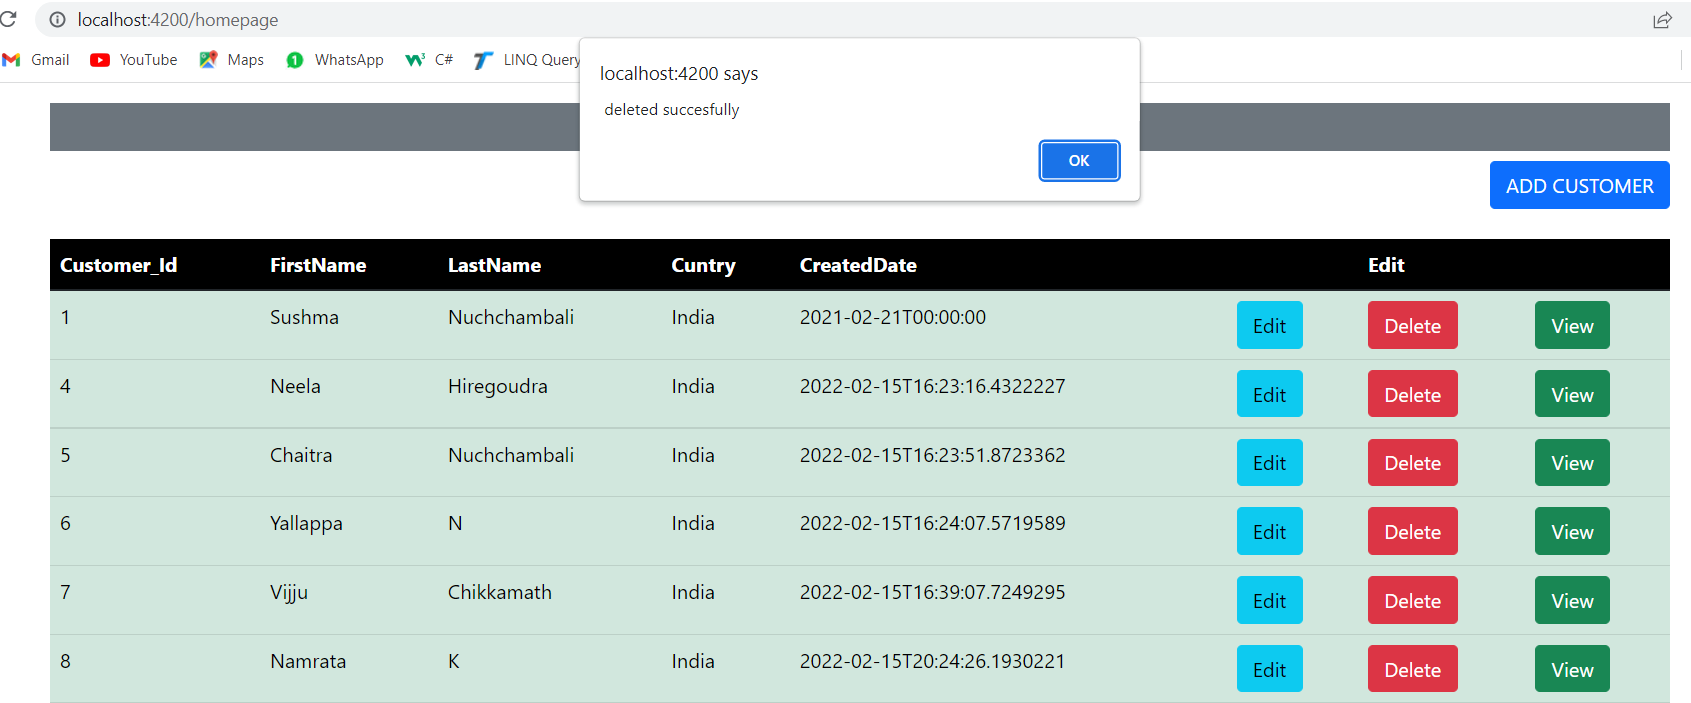 localhost:4200/homepage
Gmail YouTube Maps 1 WhatsApp w3 C# LINQ Query
localhost:4200 says
deleted succesfully
OK
ADD CUSTOMER
Customer_Id FirstName LastName Cuntry CreatedDate Edit
1 Sushma Nuchchambali India 2021-02-21T00:00:00 Edit Delete View
4 Neela Hiregoudra India 2022-02-15T16:23:16.4322227 Edit Delete View
5 Chaitra Nuchchambali India 2022-02-15T16:23:51.8723362 Edit Delete View
6 Yallappa N India 2022-02-15T16:24:07.5719589 Edit Delete View
7 Vijju Chikkamath India 2022-02-15T16:39:07.7249295 Edit Delete View
8 Namrata K India 2022-02-15T20:24:26.1930221 Edit Delete View